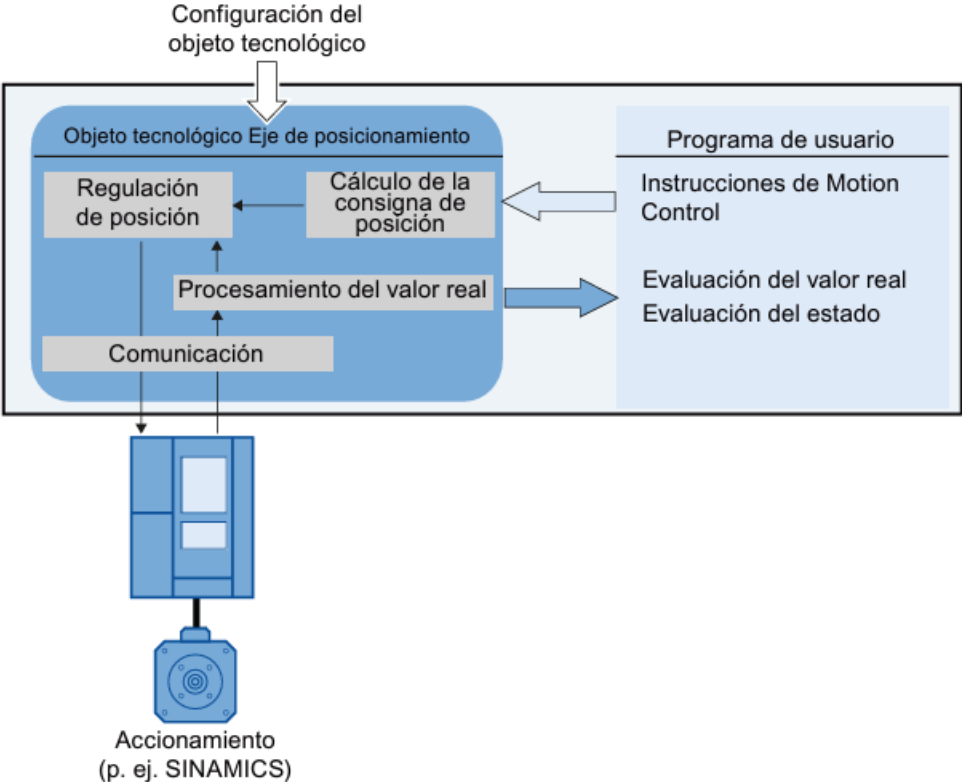 Configuración del
objeto tecnológico
Objeto tecnológico Eje de posicionamiento
Regulación
de posición
Cálculo de la
consigna de
posición
Procesamiento del valor real
Comunicación
Programa de usuario
Instrucciones de Motion
Control
Evaluación del valor real
Evaluación del estado
Accionamiento
(p. ej. SINAMICS)